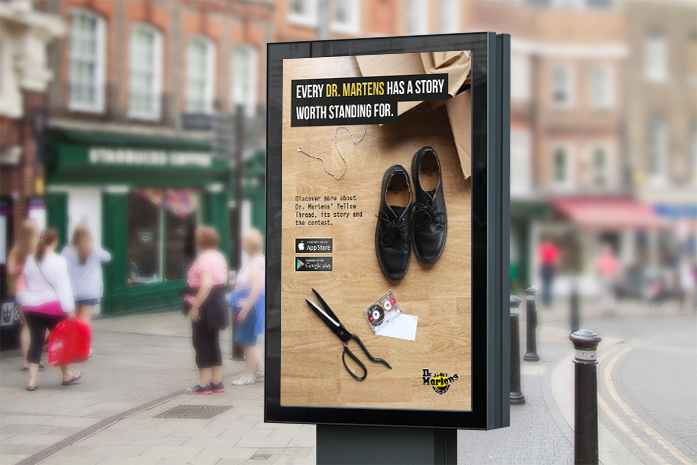 STARBUCKS COFFEE
EVERY DR. MARTENS HAS A STORY
WORTH STANDING FOR.
Discover more about
Dr. Martens' Yellow
Thread, its story and
the contest.
App Store
Google play
Dr.
Martens